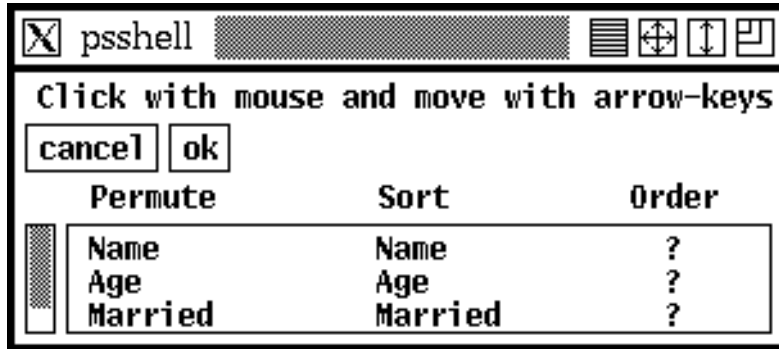 psshell
Click with mouse and move with arrow-keys
cancel ok
Permute Sort Order
Name Name ?
Age Age ?
Married Married ?